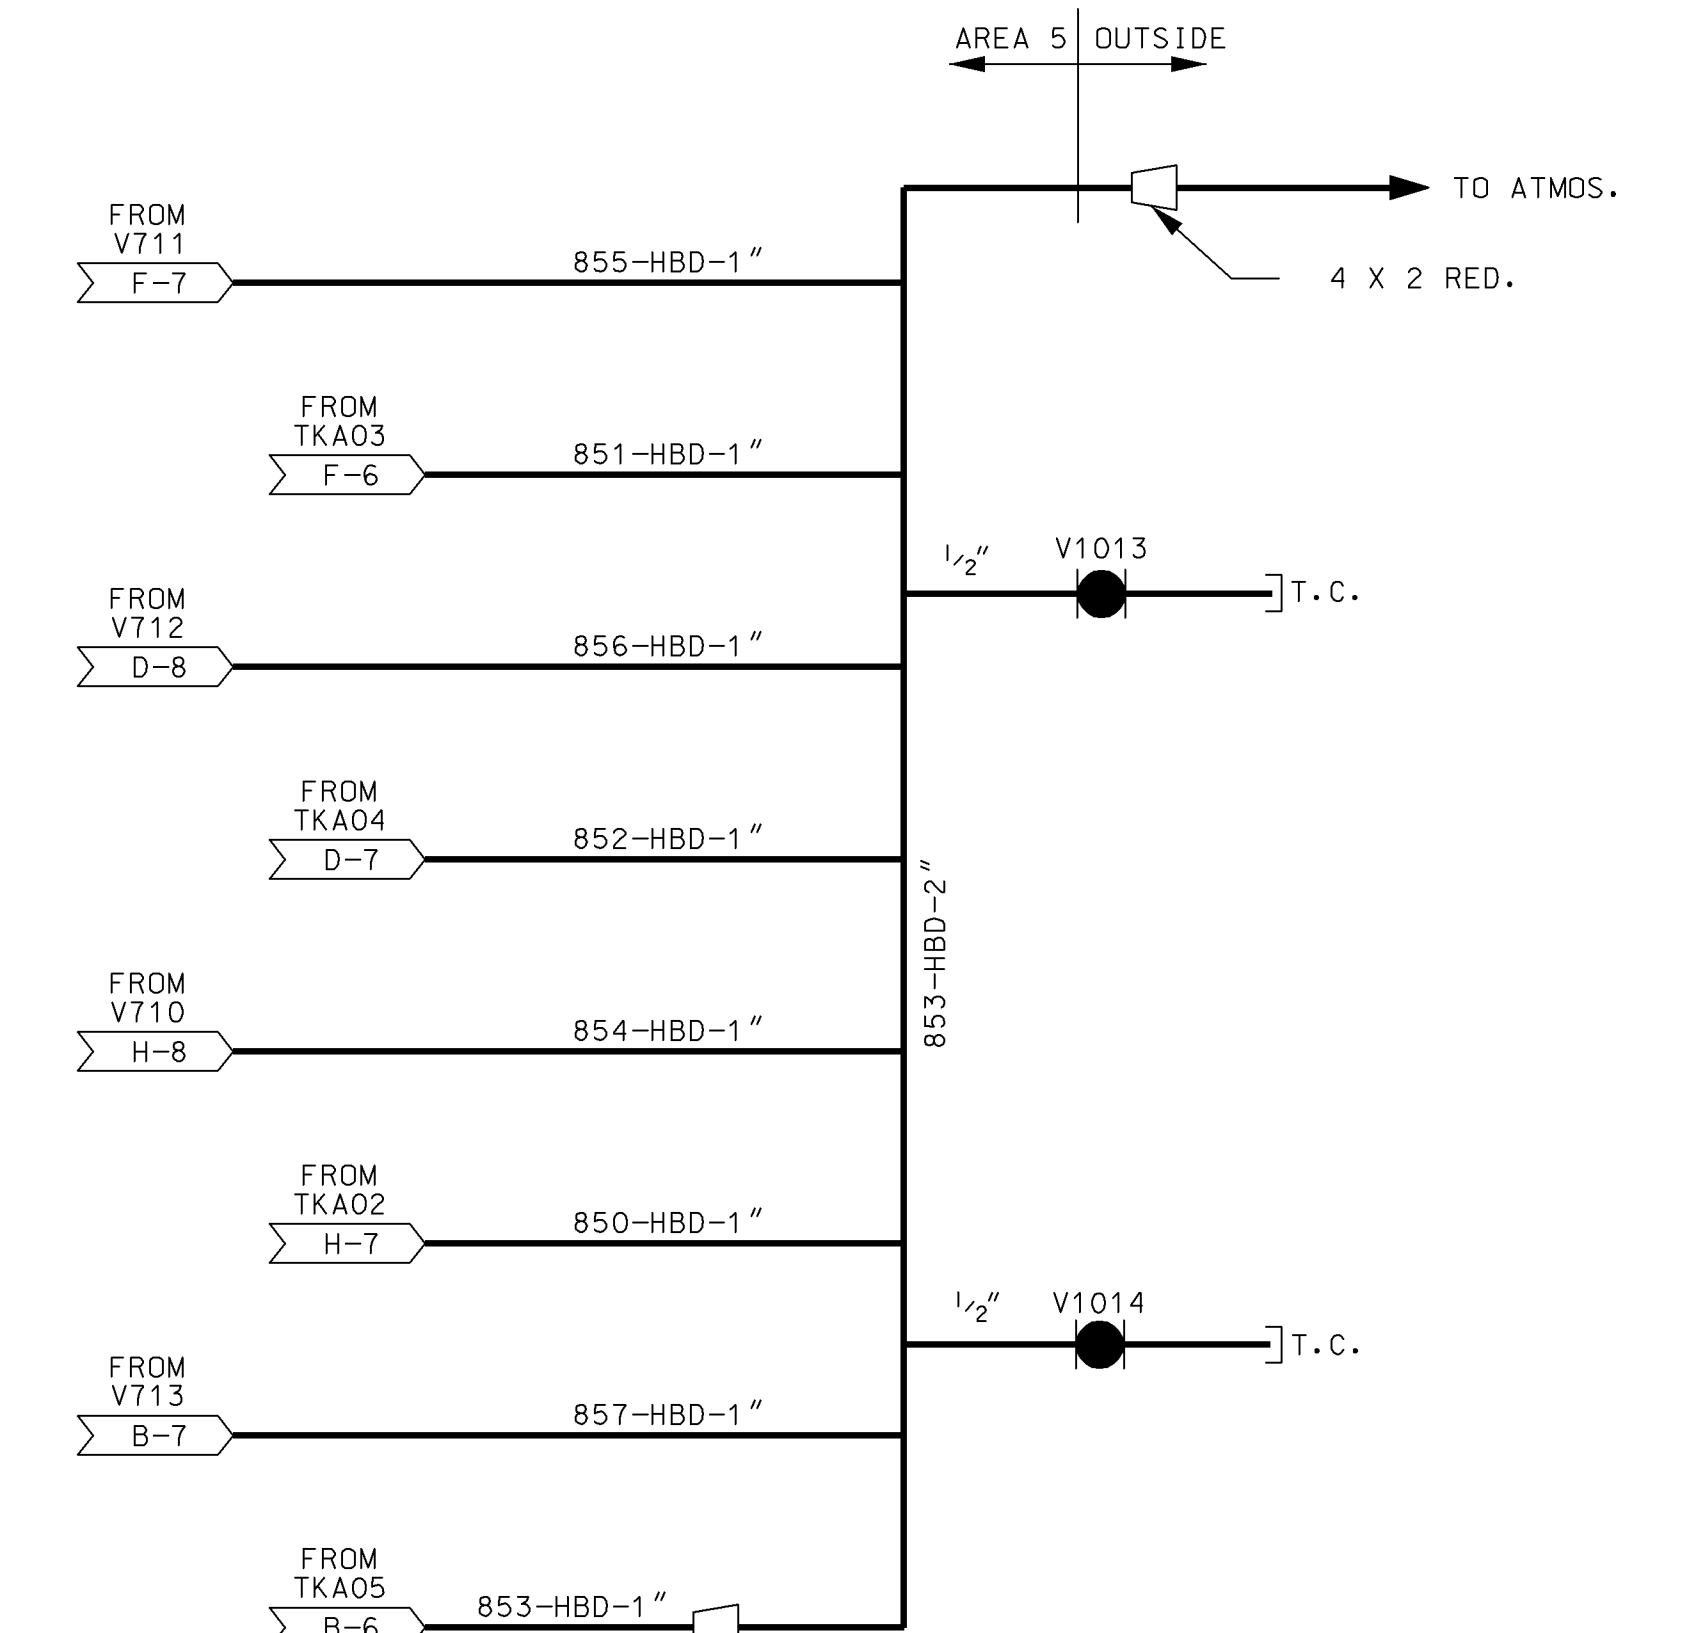 AREA 5 OUTSIDE
TO ATMOS.
4 X 2 RED.
FROM
V711
F-7
855-HBD-1"
FROM
TKA03
F-6
851-HBD-1"
1/2"
V1013
T.C.
FROM
V712
D-8
856-HBD-1"
FROM
TKA04
D-7
852-HBD-1"
853-HBD-2"
FROM
V710
H-8
854-HBD-1"
FROM
TKA02
H-7
850-HBD-1"
1/2"
V1014
T.C.
FROM
V713
B-7
857-HBD-1"
FROM
TKA05
B-6
853-HBD-1"